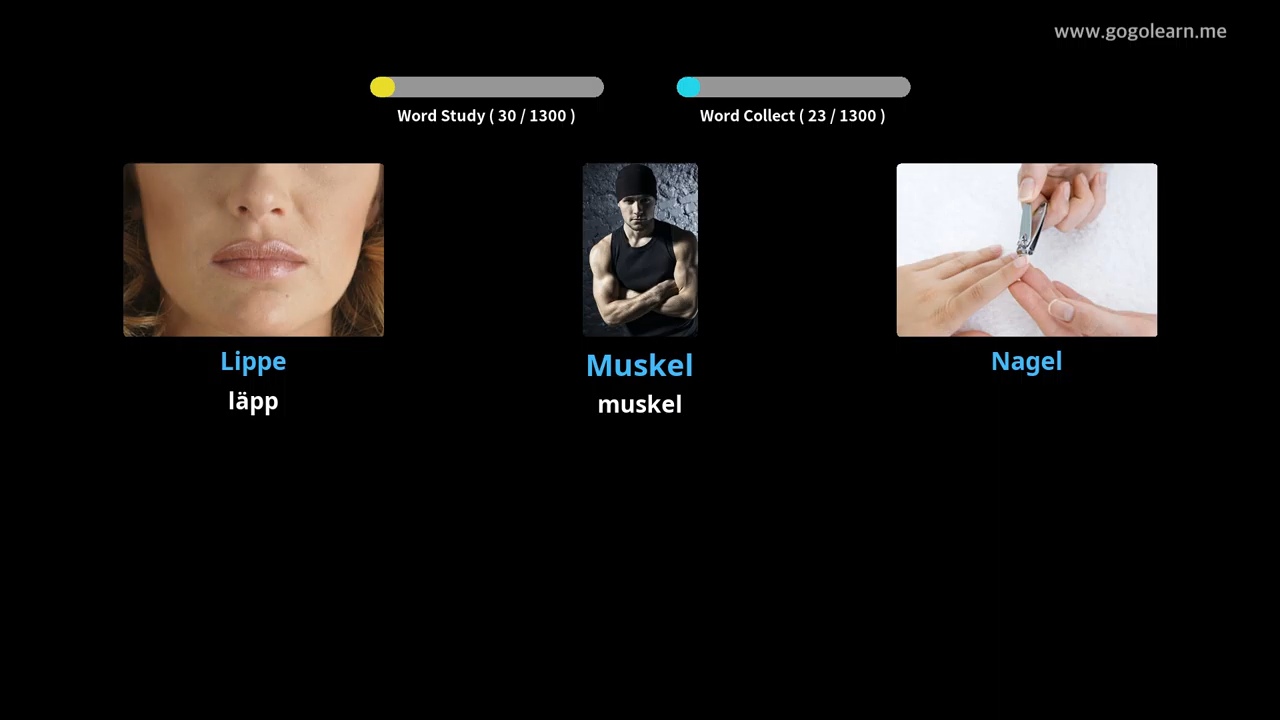 www.gogolearn.me
Word Study ( 30 / 1300 )
Word Collect ( 23 / 1300 )
Lippe
läpp
Muskel
muskel
Nagel